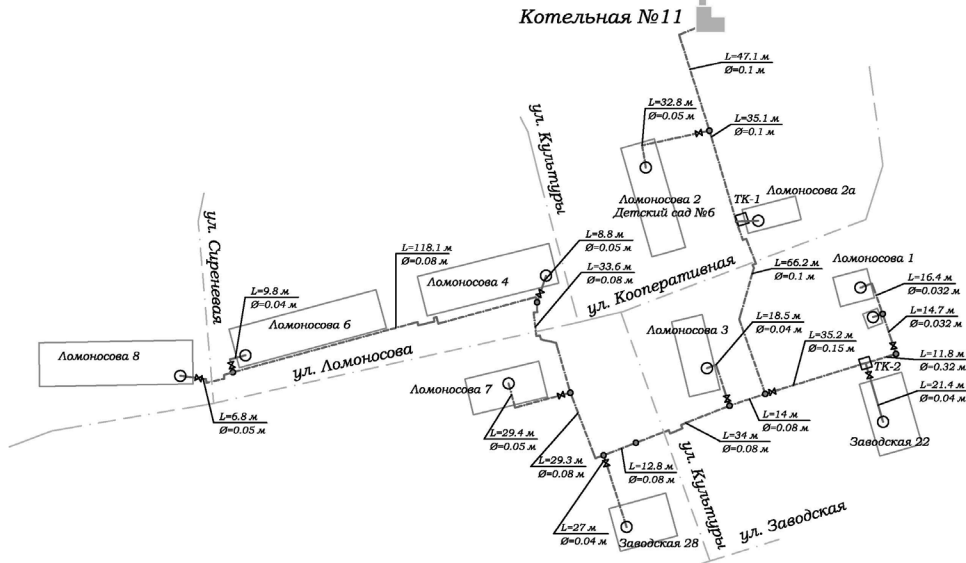 Котельная №11
L=47.1 м
Ø=0.1 м
L=32.8 м
Ø=0.05 м
L=35.1 м
Ø=0.1 м
ул. Культуры
Ломоносова 2
Детский сад №6
ТК-1
Ломоносова 2а
ул. Сиреневая
L=118.1 м
Ø=0.08 м
Ломоносова 4
L=8.8 м
Ø=0.05 м
L=33.6 м
Ø=0.08 м
ул. Кооперативная
L=66.2 м
Ø=0.1 м
Ломоносова 1
L=16.4 м
Ø=0.032 м
L=9.8 м
Ø=0.04 м
Ломоносова 6
ул. Ломоносова
Ломоносова 3
L=18.5 м
Ø=0.04 м
L=14.7 м
Ø=0.032 м
L=35.2 м
Ø=0.15 м
Ломоносова 8
L=11.8 м
Ø=0.32 м
ТК-2
L=21.4 м
Ø=0.04 м
Ломоносова 7
L=6.8 м
Ø=0.05 м
L=14 м
Ø=0.08 м
L=29.4 м
Ø=0.05 м
L=34 м
Ø=0.08 м
Заводская 22
L=29.3 м
Ø=0.08 м
L=12.8 м
Ø=0.08 м
ул. Культуры
L=27 м
Ø=0.04 м
Заводская 28
ул. Заводская